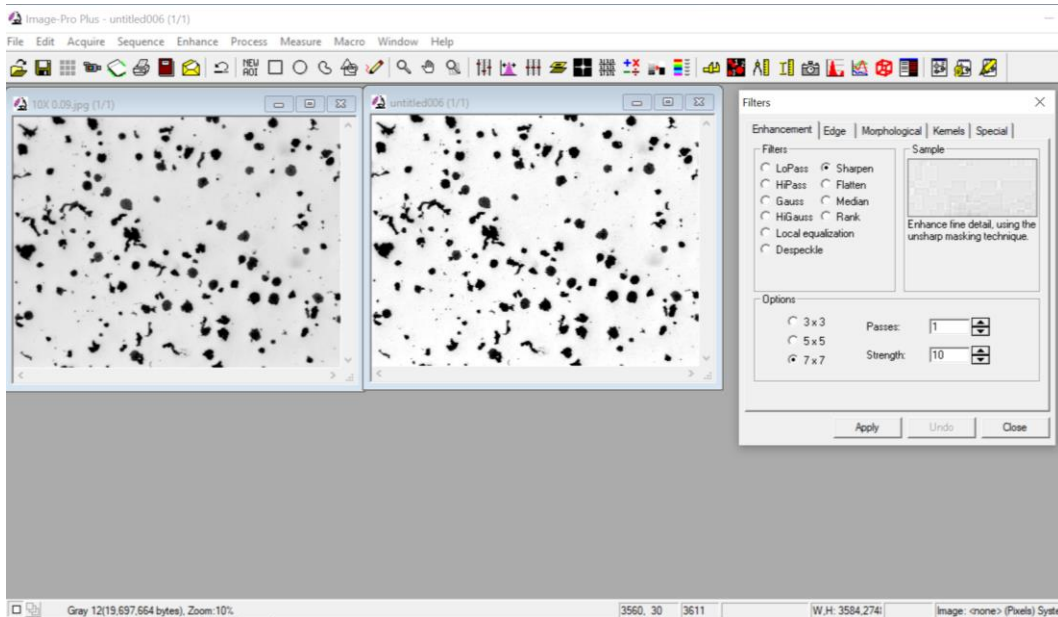 Image-Pro Plus - untitled006 (1/1)
File Edit Acquire Sequence Enhance Process Measure Macro Window Help
NEW AOI
10X 0.09.jpg (1/1)
untitled006 (1/1)
Filters
Enhancement Edge Morphological Kernels Special
Filters
Sample
LoPass Sharpen
HiPass Flatten
Gauss Median
HiGauss Rank
Local equalization
Despeckle
Enhance fine detail, using the
unsharp masking technique.
Options
3 x 3
5 x 5
7 x 7
Passes: 1
Strength: 10
Apply Undo Close
Gray 12(19,697,664 bytes), Zoom:10% 3560, 30 3611 W,H: 3584,274 Image: <none> (Pixels) Syste